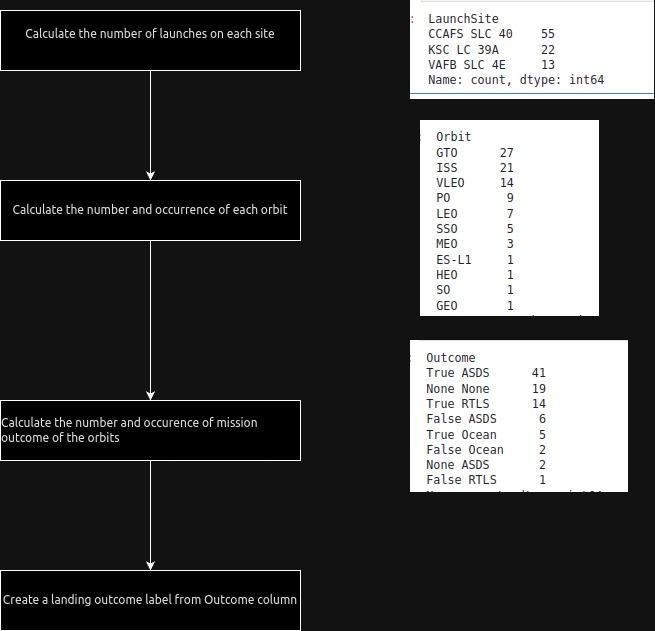 Calculate the number of launches on each site
: LaunchSite
CCAFS SLC 40 55
KSC LC 39A 22
VAFB SLC 4E 13
Name: count, dtype: int64
Calculate the number and occurrence of each orbit
Orbit
GTO 27
ISS 21
VLEO 14
PO 9
LEO 7
SSO 5
MEO 3
ES-L1 1
HEO 1
SO 1
GEO 1
Calculate the number and occurence of mission
outcome of the orbits
Outcome
True ASDS 41
None None 19
True RTLS 14
False ASDS 6
True Ocean 5
False Ocean 2
None ASDS 2
False RTLS 1
Create a landing outcome label from Outcome column